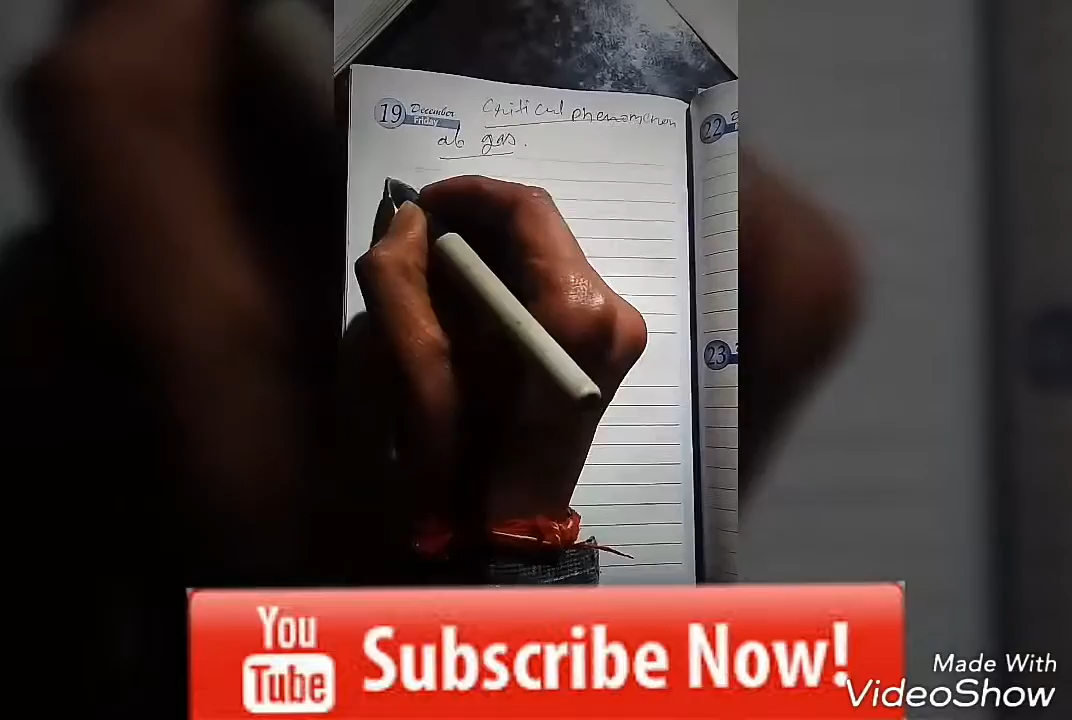 19 December
Friday
Critical phenomenon
of gas.
22
23
You
Tube
Subscribe Now!
Made With
VideoShow